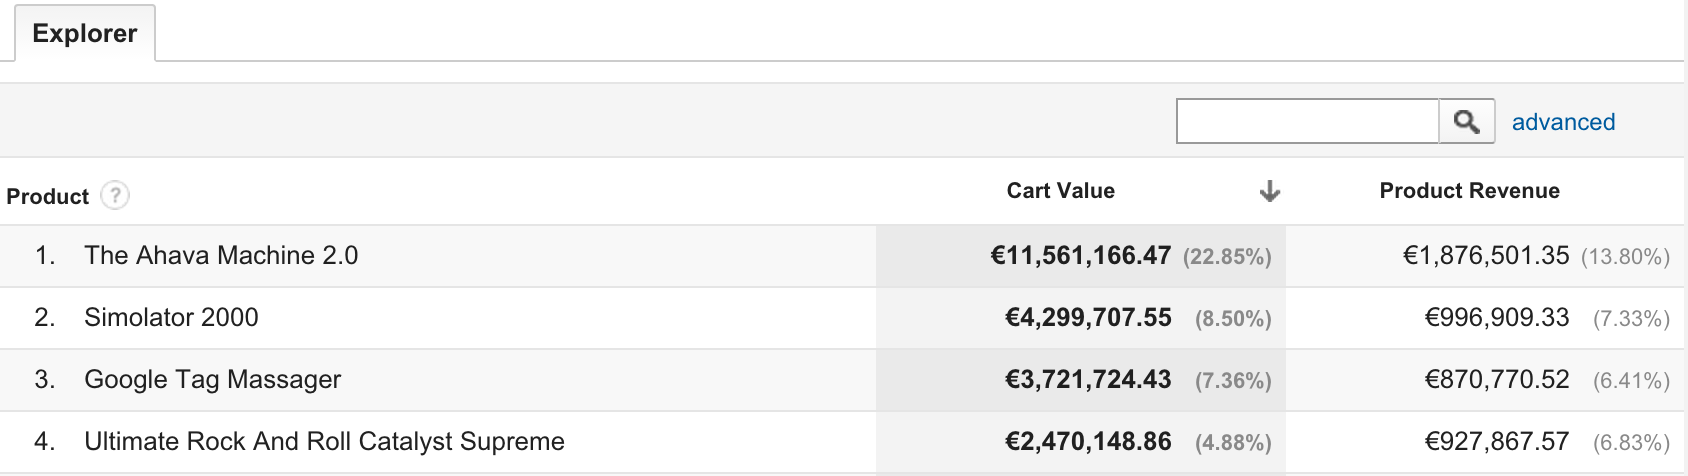 Explorer
advanced
Product ? Cart Value Product Revenue
1. The Ahava Machine 2.0 €11,561,166.47 (22.85%) €1,876,501.35 (13.80%)
2. Simolator 2000 €4,299,707.55 (8.50%) €996,909.33 (7.33%)
3. Google Tag Massager €3,721,724.43 (7.36%) €870,770.52 (6.41%)
4. Ultimate Rock And Roll Catalyst Supreme €2,470,148.86 (4.88%) €927,867.57 (6.83%)